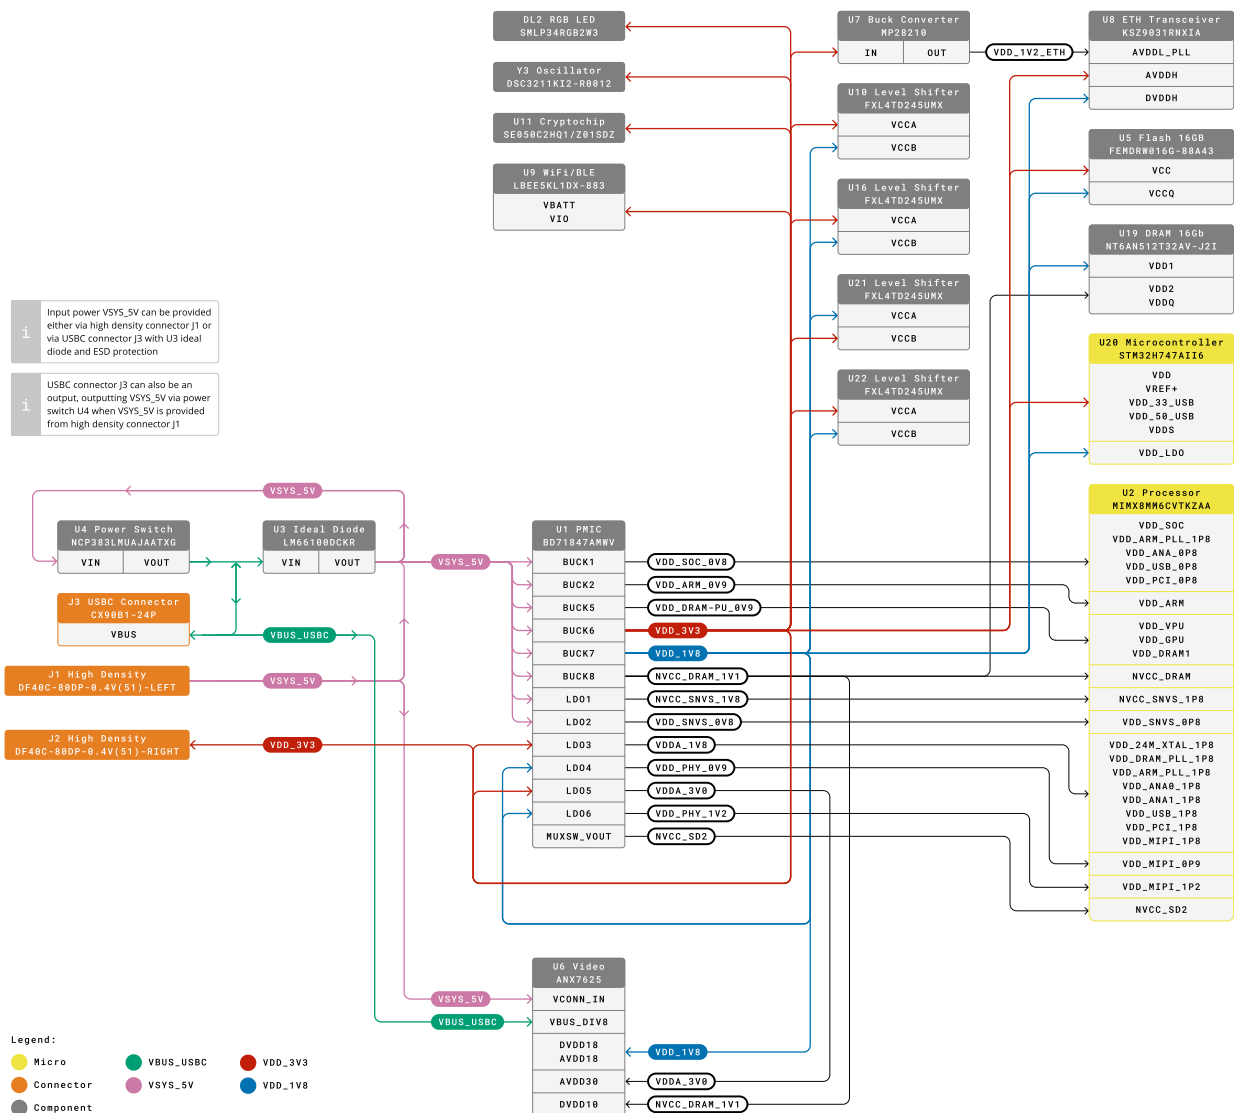 DL2 RGB LED
SMLP34RGB2W3
Y3 Oscillator
DSC3211KI2-R0012
U11 Cryptochip
SE050C2HQ1/Z01SDZ
U9 WiFi/BLE
LBEE5KL1DX-883
VBATT
VIO
U7 Buck Converter
MP28210
IN OUT
VDD_1V2_ETH
U10 Level Shifter
FXL4TD245UMX
VCCA
VCCB
U16 Level Shifter
FXL4TD245UMX
VCCA
VCCB
U21 Level Shifter
FXL4TD245UMX
VCCA
VCCB
U22 Level Shifter
FXL4TD245UMX
VCCA
VCCB
U8 ETH Transceiver
KSZ9031RNXIA
AVDDL_PLL
AVDDH
DVDDH
U5 Flash 16GB
FEMDRW016G-88A43
VCC
VCCQ
U19 DRAM 16Gb
NT6AN512T32AV-J2I
VDD1
VDD2
VDDQ
U20 Microcontroller
STM32H747AII6
VDD
VREF+
VDD_33_USB
VDD_50_USB
VDDS
VDD_LDO
i
Input power VSYS_5V can be provided
either via high density connector J1 or
via USBC connector J3 with U3 ideal
diode and ESD protection
i
USBC connector J3 can also be an
output, outputting VSYS_5V via power
switch U4 when VSYS_5V is provided
from high density connector J1
VSYS_5V
U4 Power Switch
NCP383LMUAJAATXG
VIN VOUT
U3 Ideal Diode
LM66100DCKR
VIN VOUT
VSYS_5V
J3 USBC Connector
CX90B1-24P
VBUS
VBUS_USBC
J1 High Density
DF40C-80DP-0.4V(51)-LEFT
VSYS_5V
J2 High Density
DF40C-80DP-0.4V(51)-RIGHT
VDD_3V3
U1 PMIC
BD71847AMWV
BUCK1
BUCK2
BUCK5
BUCK6
BUCK7
BUCK8
LDO1
LDO2
LDO3
LDO4
LDO5
LDO6
MUXSW_VOUT
VDD_SOC_0V8
VDD_ARM_0V9
VDD_DRAM-PU_0V9
VDD_3V3
VDD_1V8
NVCC_DRAM_1V1
NVCC_SNVS_1V8
VDD_SNVS_0V8
VDDA_1V8
VDD_PHY_0V9
VDDA_3V0
VDD_PHY_1V2
NVCC_SD2
U2 Processor
MIMX8MM6CVTKZAA
VDD_SOC
VDD_ARM_PLL_1P8
VDD_ANA_0P8
VDD_USB_0P8
VDD_PCI_0P8
VDD_ARM
VDD_VPU
VDD_GPU
VDD_DRAM1
NVCC_DRAM
NVCC_SNVS_1P8
VDD_SNVS_0P8
VDD_24M_XTAL_1P8
VDD_DRAM_PLL_1P8
VDD_ARM_PLL_1P8
VDD_ANA0_1P8
VDD_ANA1_1P8
VDD_USB_1P8
VDD_PCI_1P8
VDD_MIPI_1P8
VDD_MIPI_0P9
VDD_MIPI_1P2
NVCC_SD2
U6 Video
ANX7625
VCONN_IN
VBUS_DIV8
DVDD18
AVDD18
AVDD30
DVDD10
VSYS_5V
VBUS_USBC
VDD_1V8
VDDA_3V0
NVCC_DRAM_1V1
Legend:
Micro
Connector
Component
VBUS_USBC
VSYS_5V
VDD_3V3
VDD_1V8